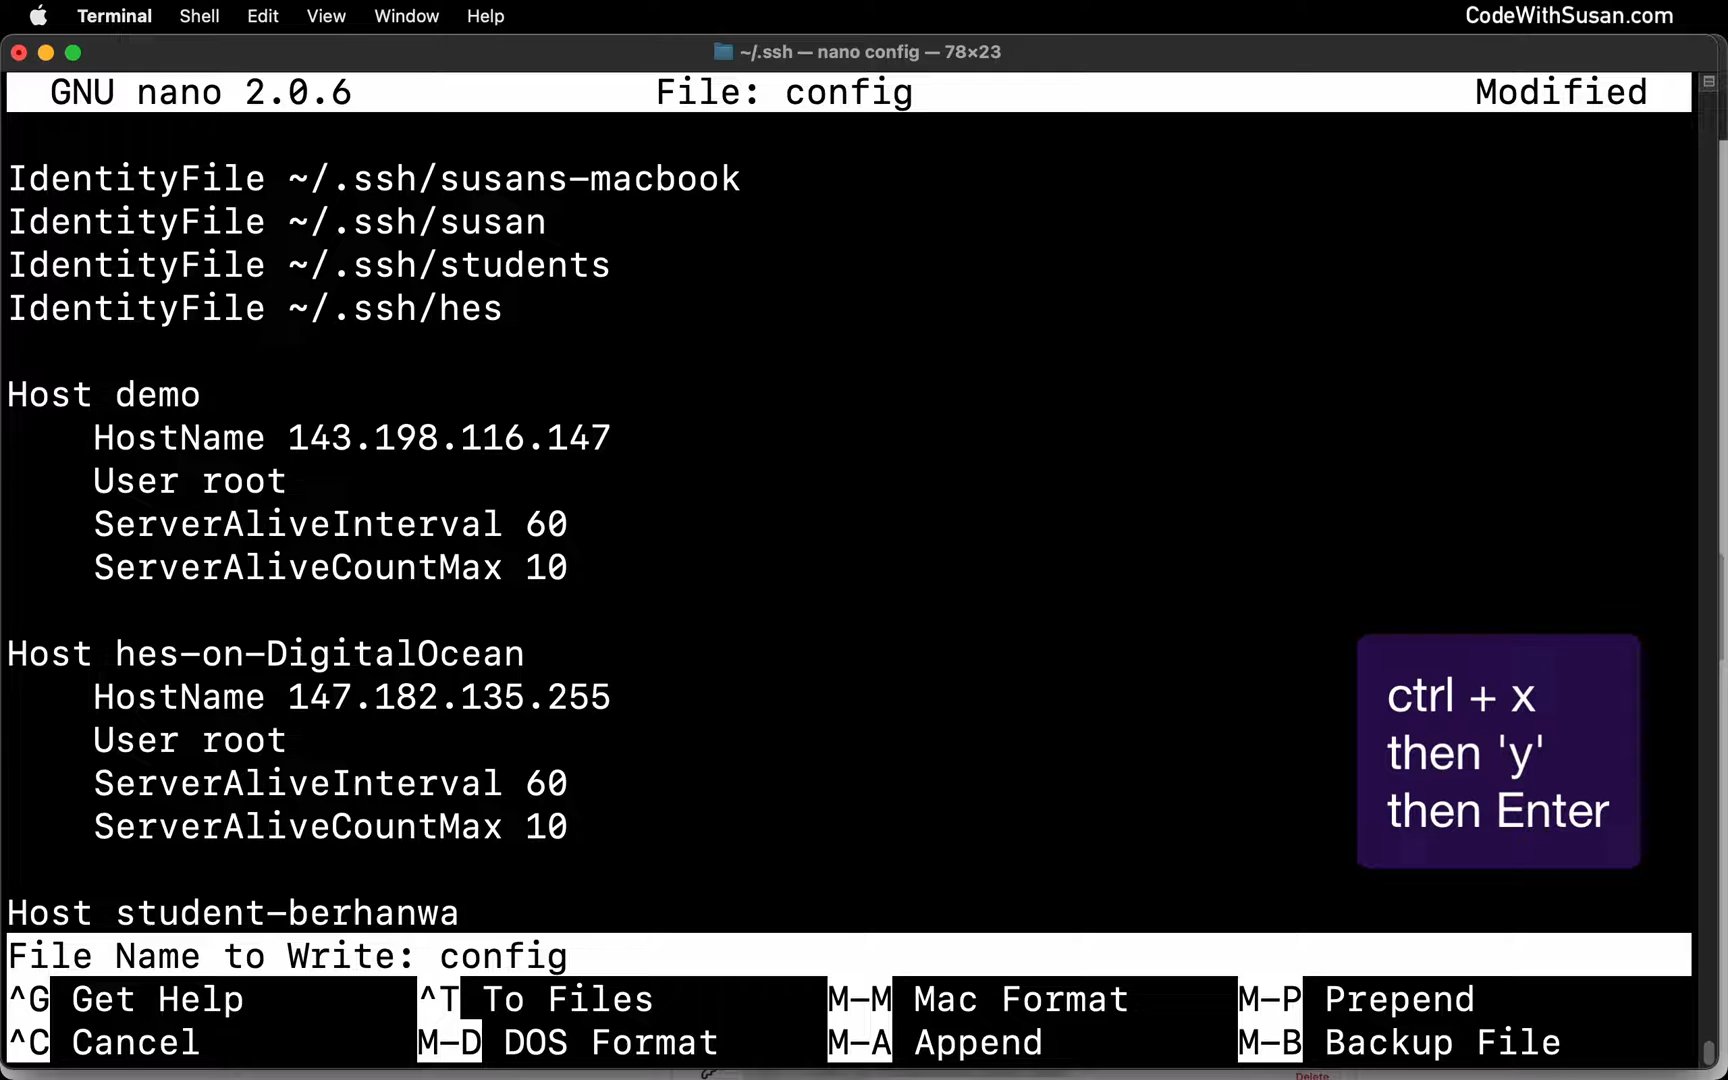 Terminal Shell Edit View Window Help CodeWithSusan.com
~/.ssh — nano config — 78×23
GNU nano 2.0.6 File: config Modified
IdentityFile ~/.ssh/susans-macbook
IdentityFile ~/.ssh/susan
IdentityFile ~/.ssh/students
IdentityFile ~/.ssh/hes
Host demo
HostName 143.198.116.147
User root
ServerAliveInterval 60
ServerAliveCountMax 10
Host hes-on-DigitalOcean
HostName 147.182.135.255
User root
ServerAliveInterval 60
ServerAliveCountMax 10
ctrl + x
then 'y'
then Enter
Host student-berhanwa
File Name to Write: config
^G Get Help ^T To Files M-M Mac Format M-P Prepend
^C Cancel M-D DOS Format M-A Append M-B Backup File
Delete